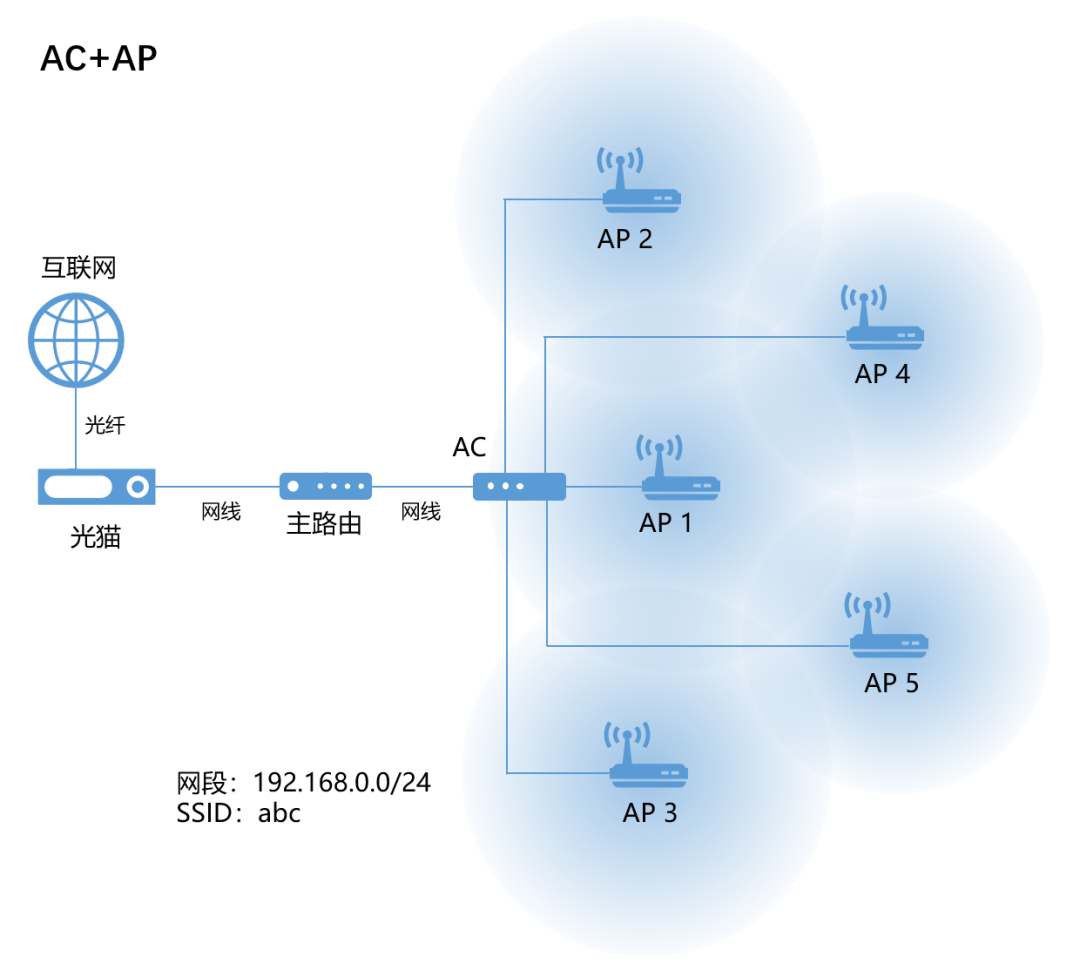 AC+AP
AP 2
互联网
AP 4
光纤
AC
网线
网线
AP 1
光猫
主路由
AP 5
网段：192.168.0.0/24
SSID：abc
AP 3